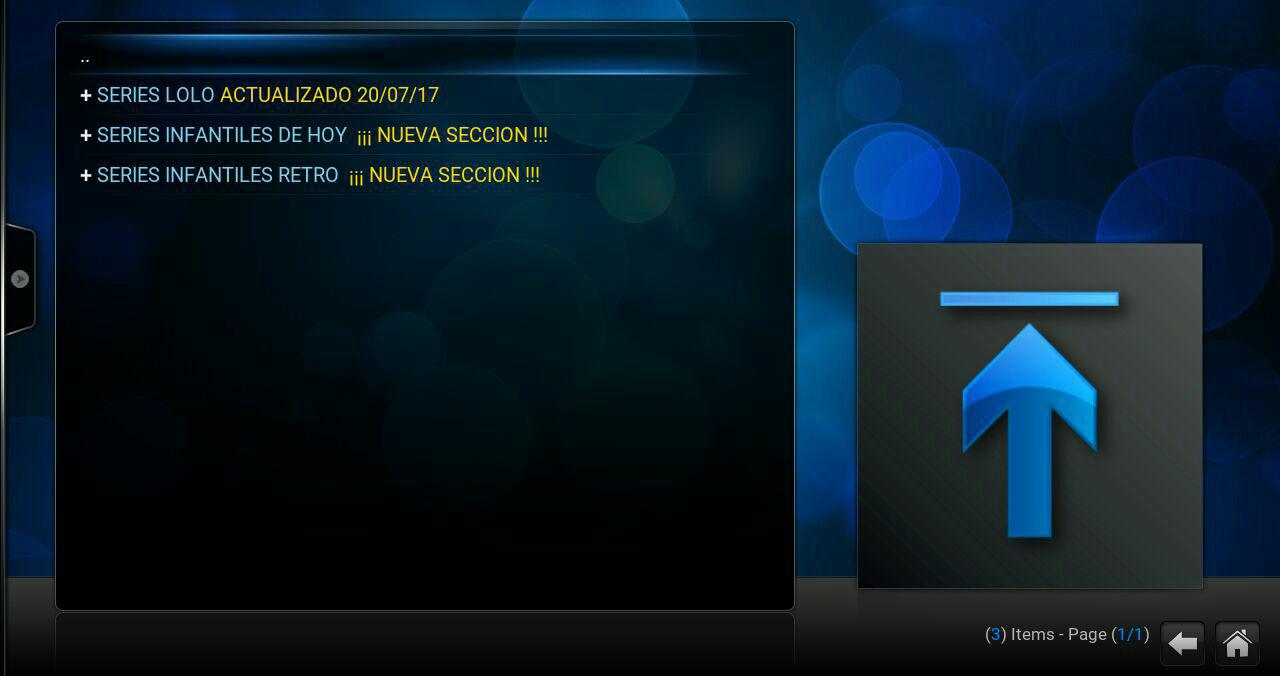 ..
+ SERIES LOLO ACTUALIZADO 20/07/17
+ SERIES INFANTILES DE HOY ¡¡¡ NUEVA SECCION !!!
+ SERIES INFANTILES RETRO ¡¡¡ NUEVA SECCION !!!
(3) Items - Page (1/1)